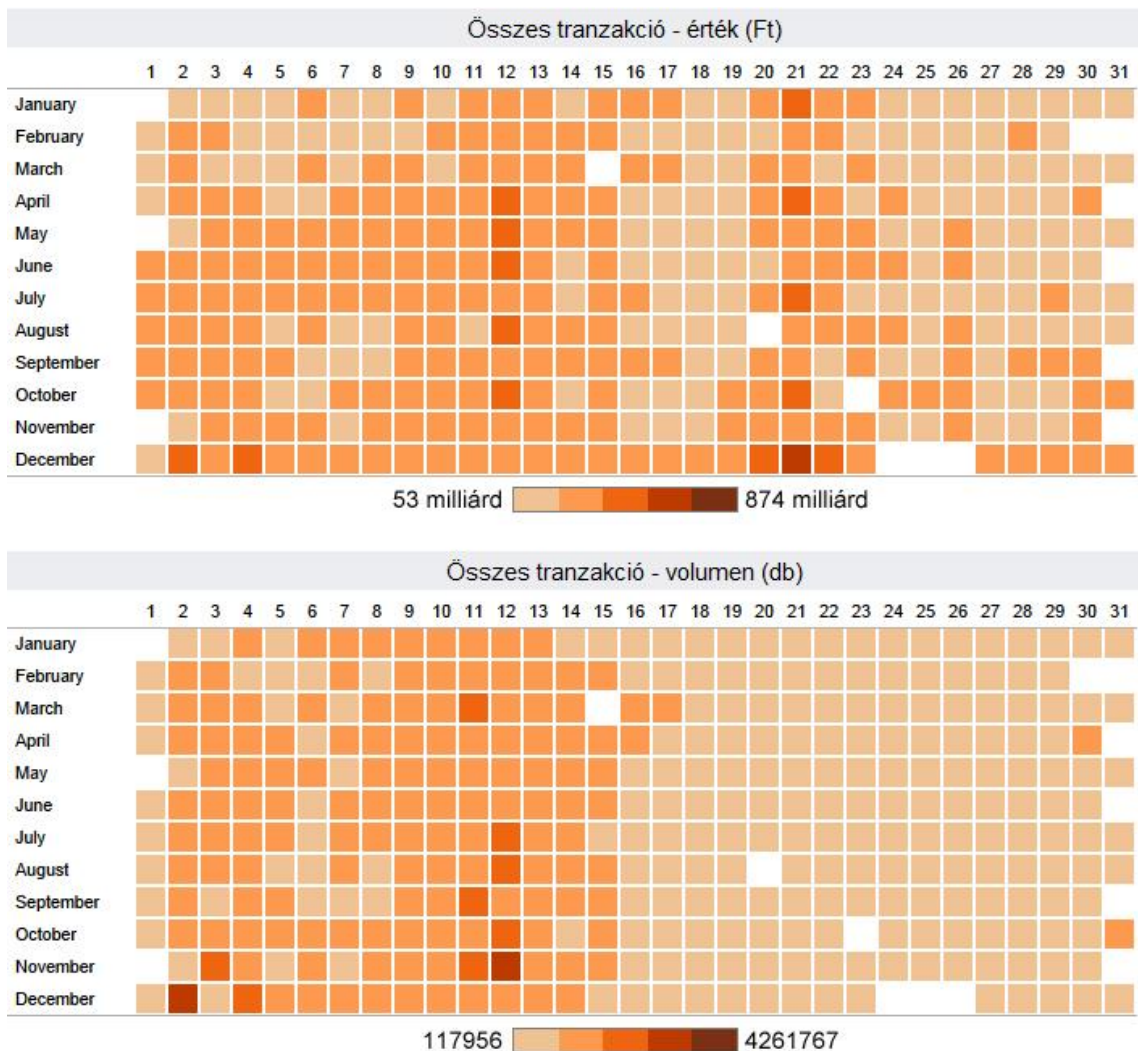 Összes tranzakció - érték (Ft)
1 2 3 4 5 6 7 8 9 10 11 12 13 14 15 16 17 18 19 20 21 22 23 24 25 26 27 28 29 30 31
January
February
March
April
May
June
July
August
September
October
November
December
53 milliárd 874 milliárd
Összes tranzakció - volumen (db)
1 2 3 4 5 6 7 8 9 10 11 12 13 14 15 16 17 18 19 20 21 22 23 24 25 26 27 28 29 30 31
January
February
March
April
May
June
July
August
September
October
November
December
117956 4261767